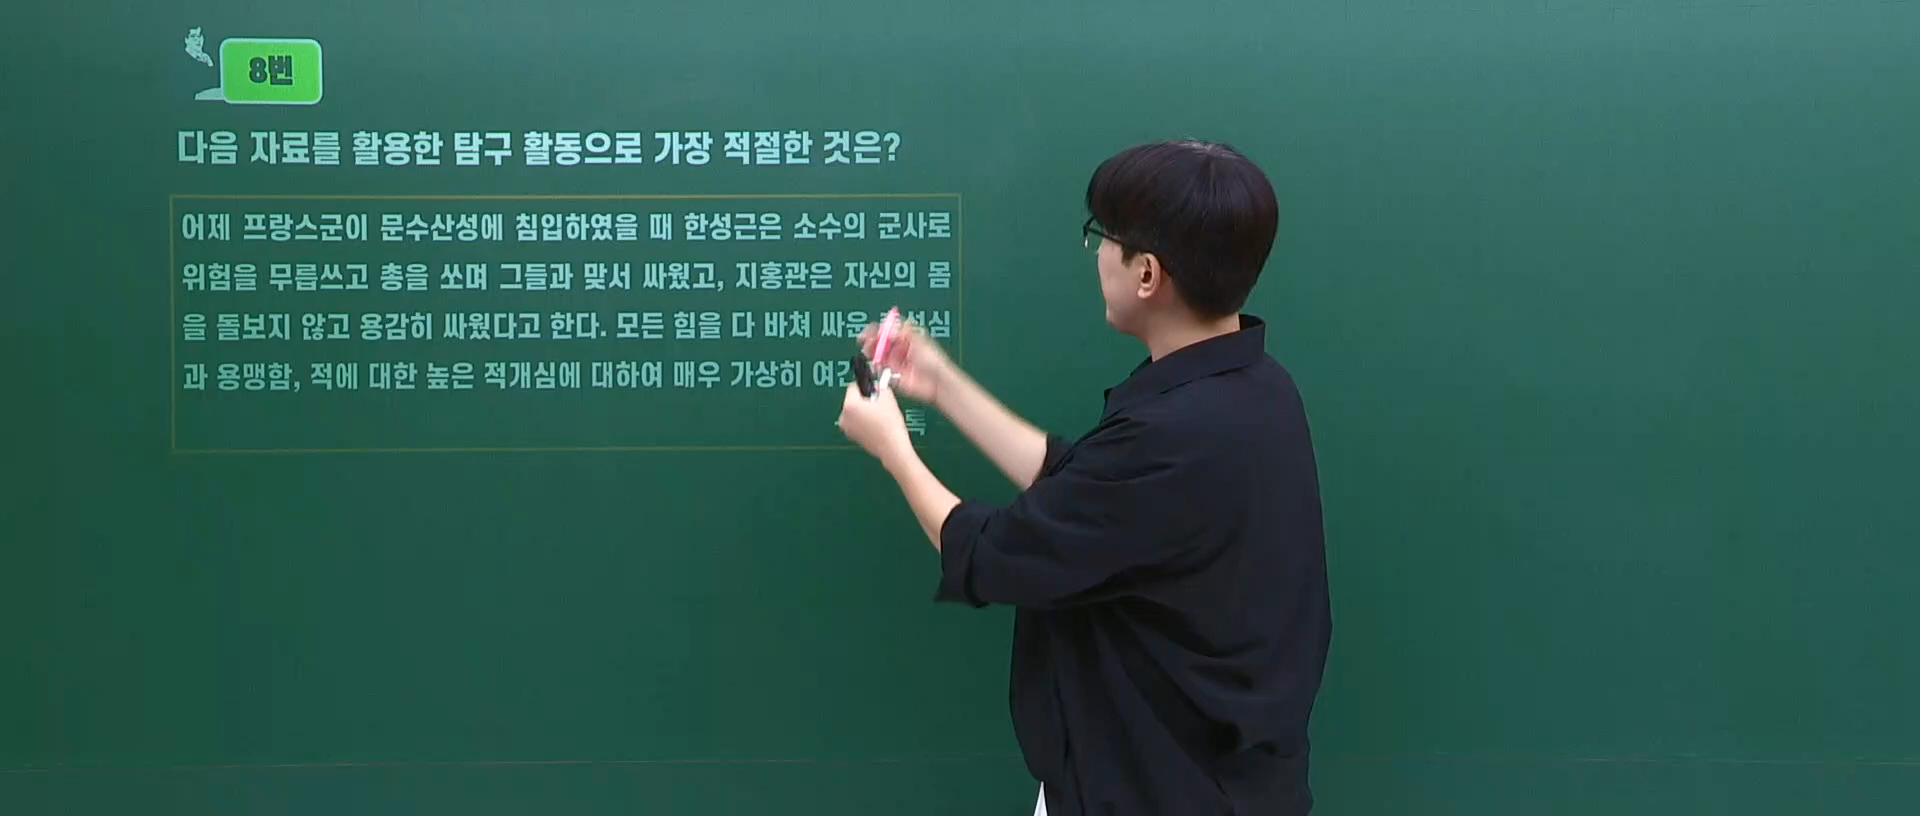 8번
다음 자료를 활용한 탐구 활동으로 가장 적절한 것은?
어제 프랑스군이 문수산성에 침입하였을 때 한성근은 소수의 군사로
위험을 무릅쓰고 총을 쏘며 그들과 맞서 싸웠고, 지홍관은 자신의 몸
을 돌보지 않고 용감히 싸웠다고 한다. 모든 힘을 다 바쳐 싸운
과 용맹함, 적에 대한 높은 적개심에 대하여 매우 가상히